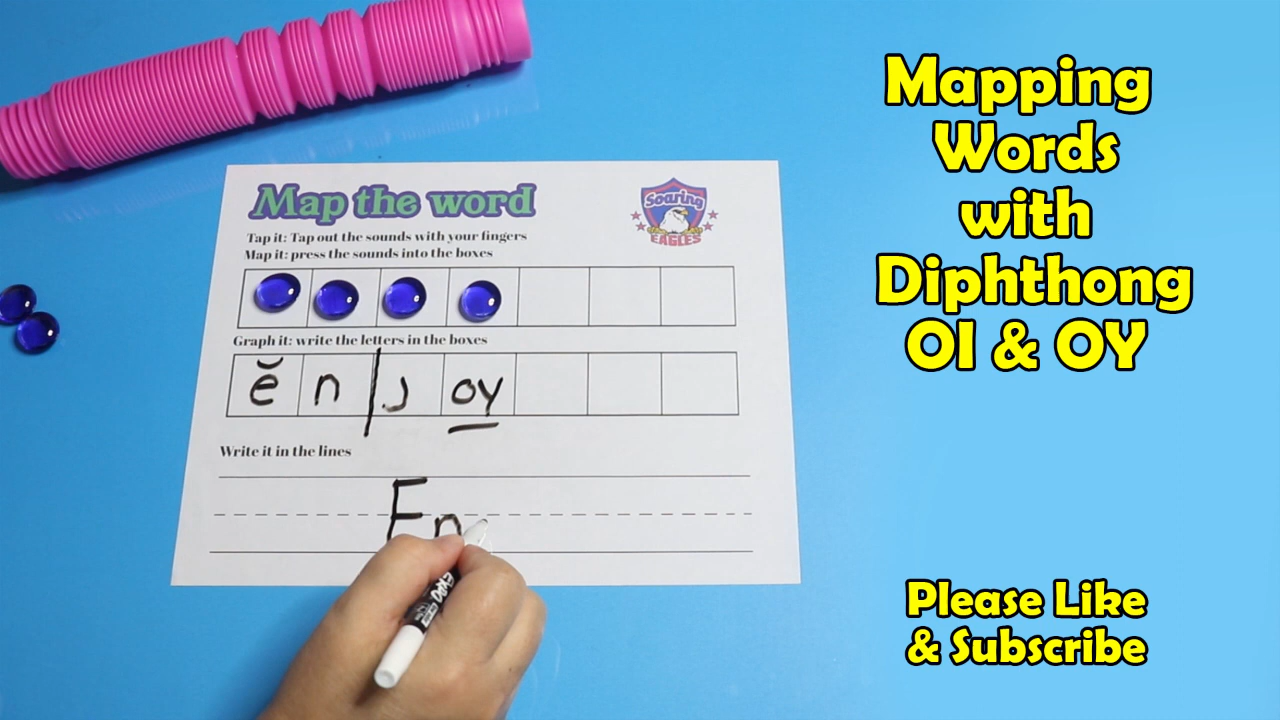 Mapping
Words
with
Diphthong
OI & OY
Map the word
Soaring
EAGLES
Tap it: Tap out the sounds with your fingers
Map it: press the sounds into the boxes
Graph it: write the letters in the boxes
ĕ n j oy
Write it in the lines
En
EXPO
Please Like
& Subscribe